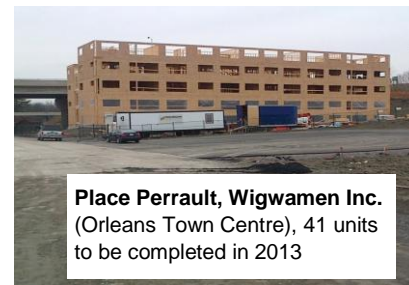 Place Perrault, Wigwamen Inc.
(Orleans Town Centre), 41 units
to be completed in 2013